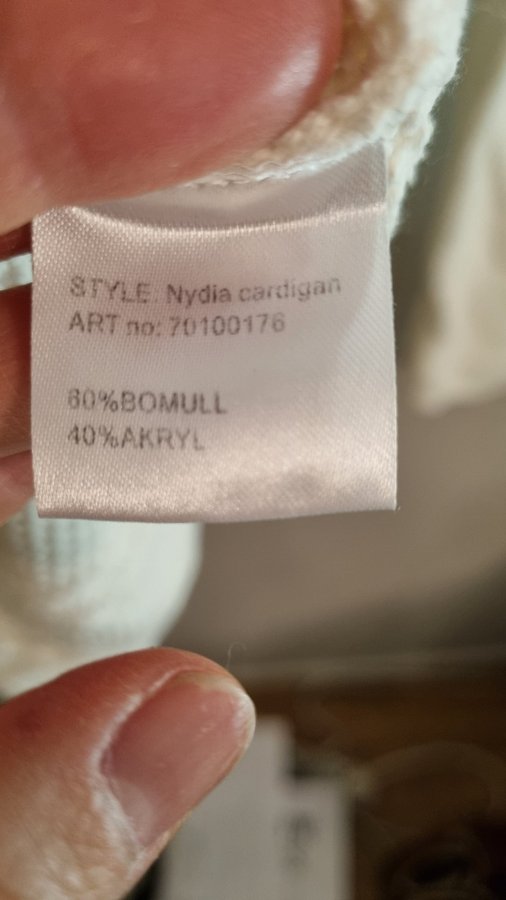 STYLE: Nydia cardigan
ART no: 70100176
60%BOMULL
40%AKRYL